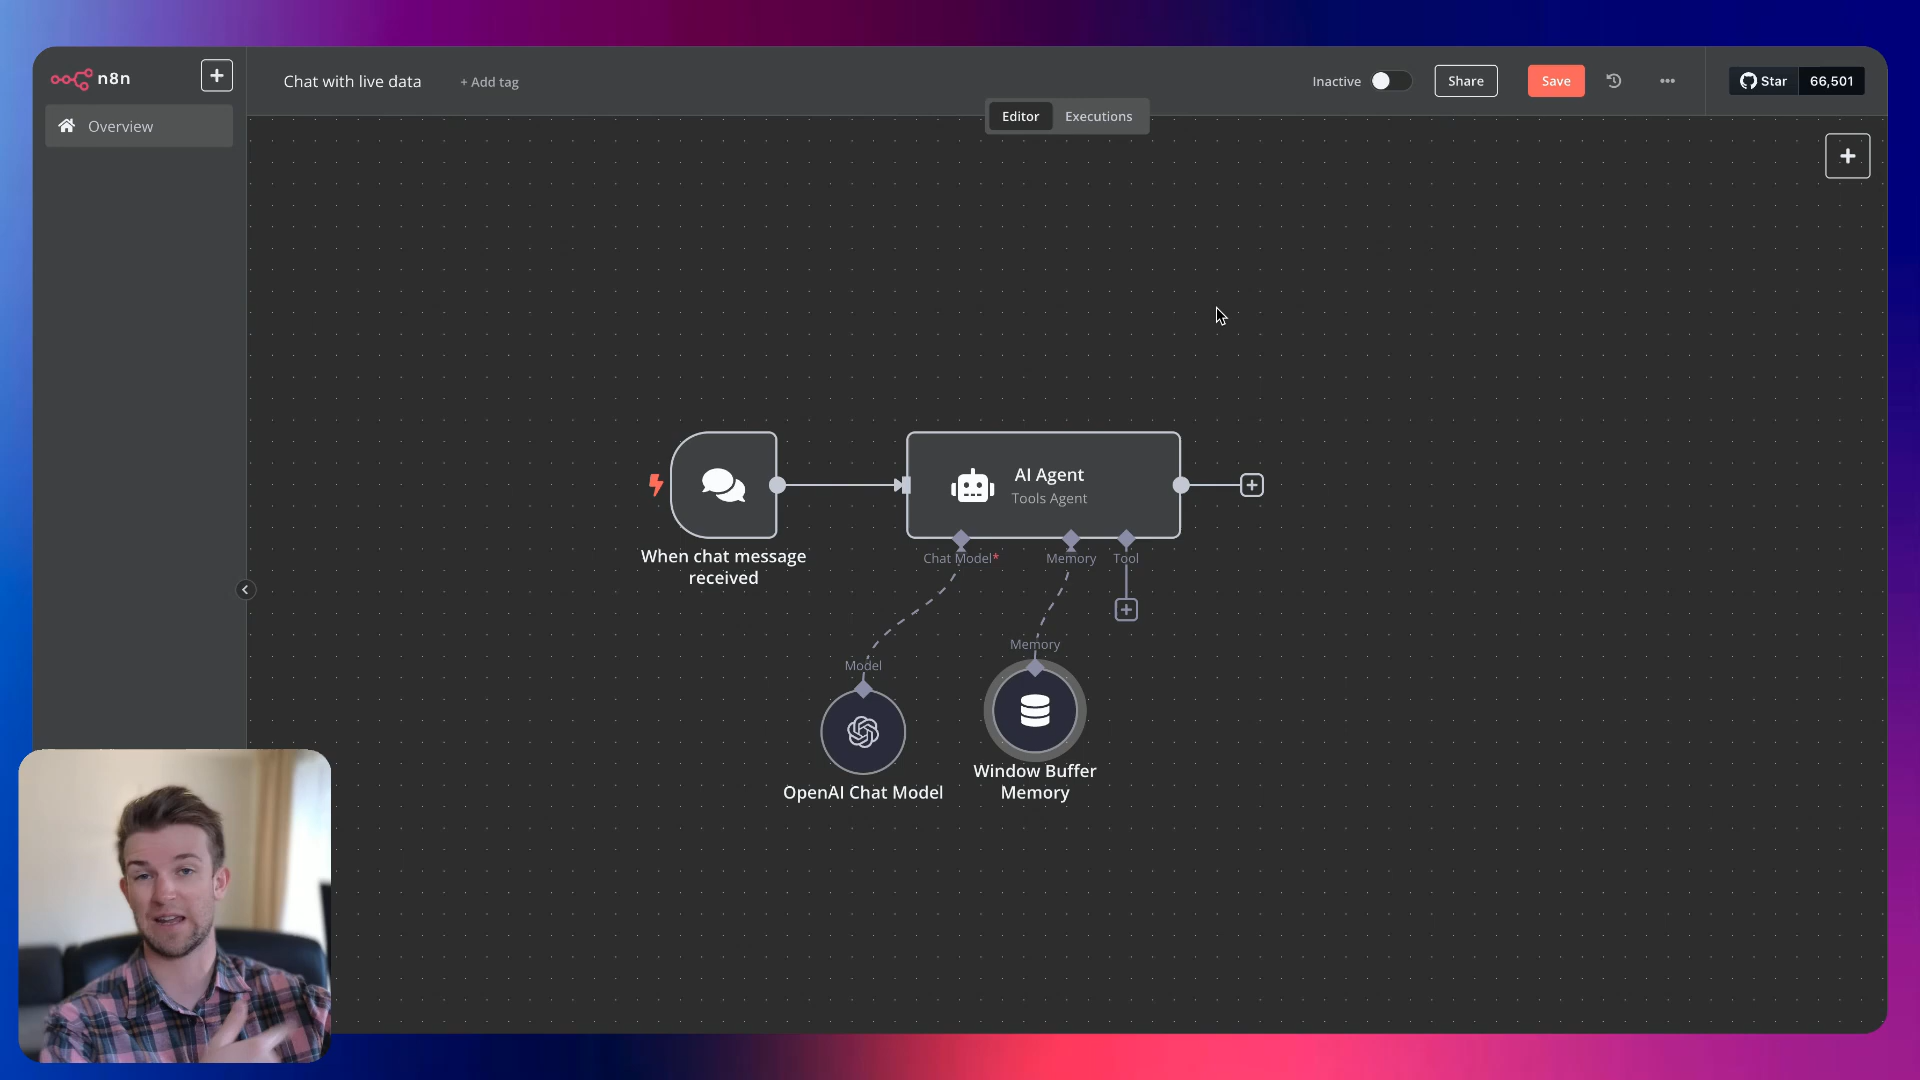 n8n
Overview
Chat with live data
+ Add tag
Inactive
Share
Save
Star
66,501
Editor
Executions
AI Agent
Tools Agent
When chat message
received
Chat Model*
Memory
Tool
Memory
Model
OpenAI Chat Model
Window Buffer
Memory